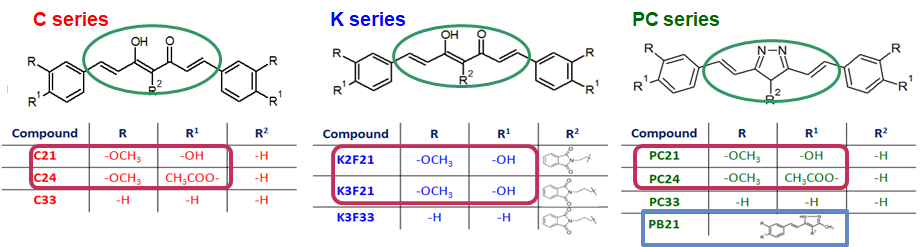 C series
K series
PC series
OH O
R R
R¹ R² R¹
OH O
R R
R¹ R² R¹
N N
R R
R¹ R² R¹
Compound R R¹ R²
C21 -OCH₃ -OH -H
C24 -OCH₃ CH₃COO- -H
C33 -H -H -H
Compound R R¹ R²
K2F21 -OCH₃ -OH
K3F21 -OCH₃ -OH
K3F33 -H -H
Compound R R¹ R²
PC21 -OCH₃ -OH -H
PC24 -OCH₃ CH₃COO- -H
PC33 -H -H -H
PB21